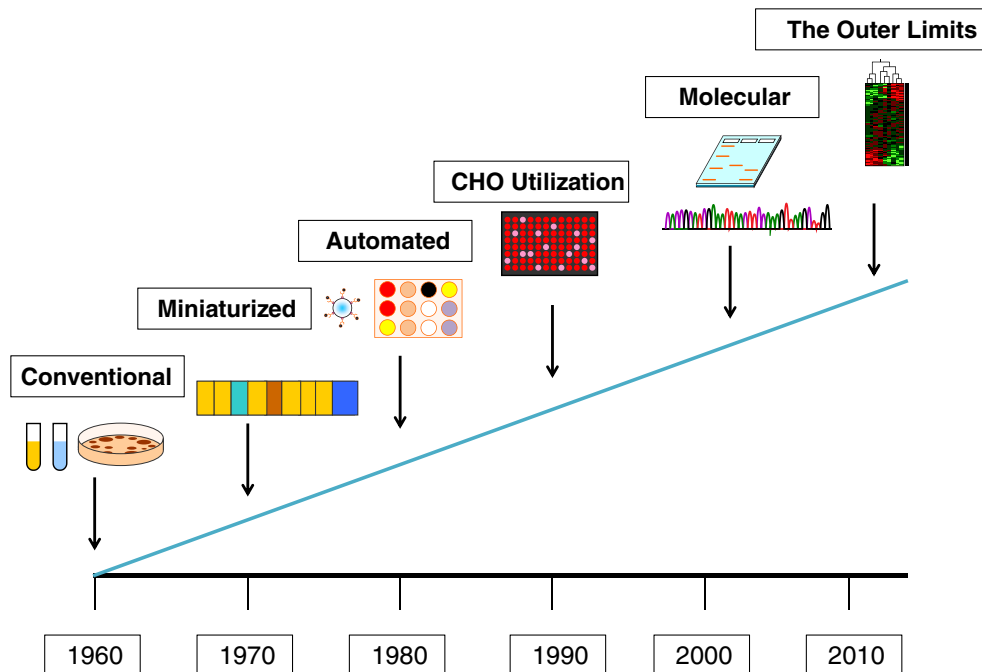 The Outer Limits
Molecular
CHO Utilization
Automated
Miniaturized
Conventional
1960
1970
1980
1990
2000
2010